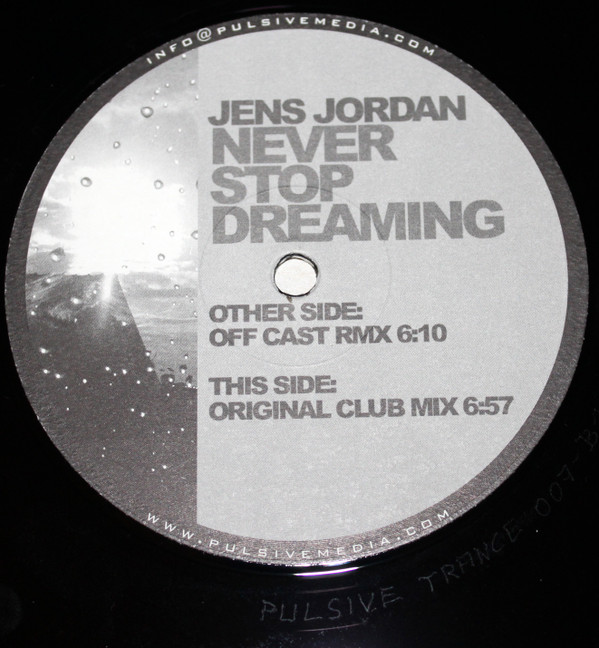 INFO@PULSIVEMEDIA.COM
JENS JORDAN
NEVER
STOP
DREAMING
OTHER SIDE:
OFF CAST RMX 6:10
THIS SIDE:
ORIGINAL CLUB MIX 6:57
WWW.PULSIVEMEDIA.COM
PULSIVE TRANCE 007-B